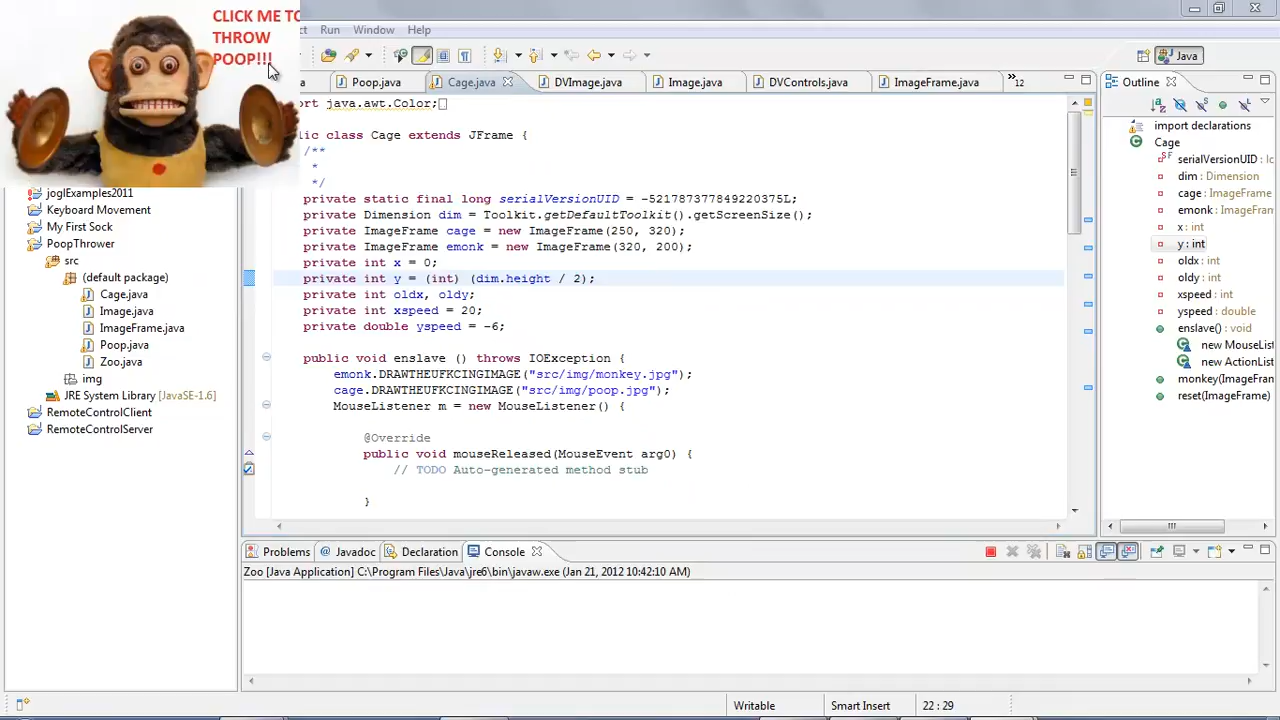 CLICK ME TO
THROW
POOP!!!
Run Window Help
Java
Poop.java Cage.java DVImage.java Image.java DVControls.java ImageFrame.java »12
Outline
ort java.awt.Color;
lic class Cage extends JFrame {
/**
*
*/
private static final long serialVersionUID = -521787377849220375L;
private Dimension dim = Toolkit.getDefaultToolkit().getScreenSize();
private ImageFrame cage = new ImageFrame(250, 320);
private ImageFrame emonk = new ImageFrame(320, 200);
private int x = 0;
private int y = (int) (dim.height / 2);
private int oldx, oldy;
private int xspeed = 20;
private double yspeed = -6;
public void enslave () throws IOException {
emonk.DRAWTHEUFKCINGIMAGE("src/img/monkey.jpg");
cage.DRAWTHEUFKCINGIMAGE("src/img/poop.jpg");
MouseListener m = new MouseListener() {
@Override
public void mouseReleased(MouseEvent arg0) {
// TODO Auto-generated method stub
}
joglExamples2011
Keyboard Movement
My First Sock
PoopThrower
src
(default package)
Cage.java
Image.java
ImageFrame.java
Poop.java
Zoo.java
img
JRE System Library [JavaSE-1.6]
RemoteControlClient
RemoteControlServer
import declarations
Cage
serialVersionUID : lo
dim : Dimension
cage : ImageFrame
emonk : ImageFran
x : int
y : int
oldx : int
oldy : int
xspeed : int
yspeed : double
enslave() : void
new MouseList
new ActionList
monkey(ImageFran
reset(ImageFrame)
Problems Javadoc Declaration Console
Zoo [Java Application] C:\Program Files\Java\jre6\bin\javaw.exe (Jan 21, 2012 10:42:10 AM)
Writable Smart Insert 22 : 29